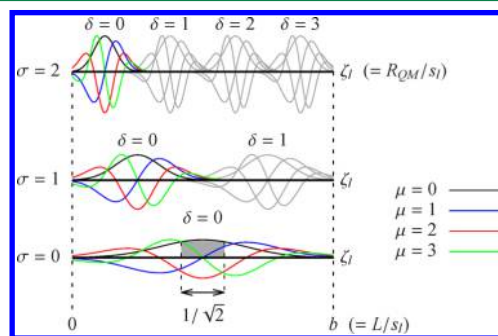 δ = 0 δ = 1 δ = 2 δ = 3
σ = 2 ζl (= RQM/sl)
δ = 0 δ = 1
σ = 1 ζl
δ = 0
σ = 0 ζl
μ = 0
μ = 1
μ = 2
μ = 3
1/√2
0 b (= L/sl)